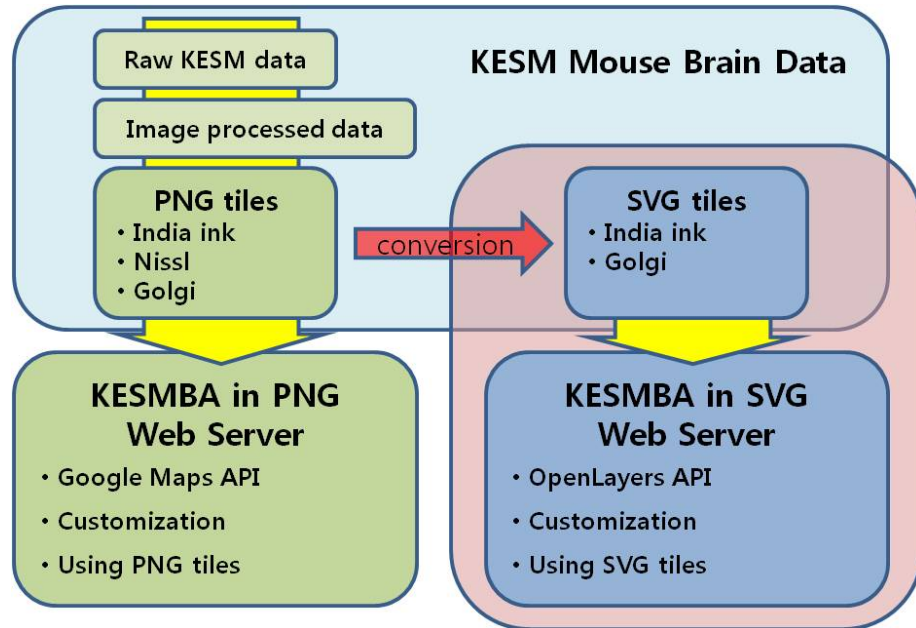 Raw KESM data
KESM Mouse Brain Data
Image processed data
PNG tiles
• India ink
• Nissl
• Golgi
conversion
SVG tiles
• India ink
• Golgi
KESMBA in PNG
Web Server
• Google Maps API
• Customization
• Using PNG tiles
KESMBA in SVG
Web Server
• OpenLayers API
• Customization
• Using SVG tiles